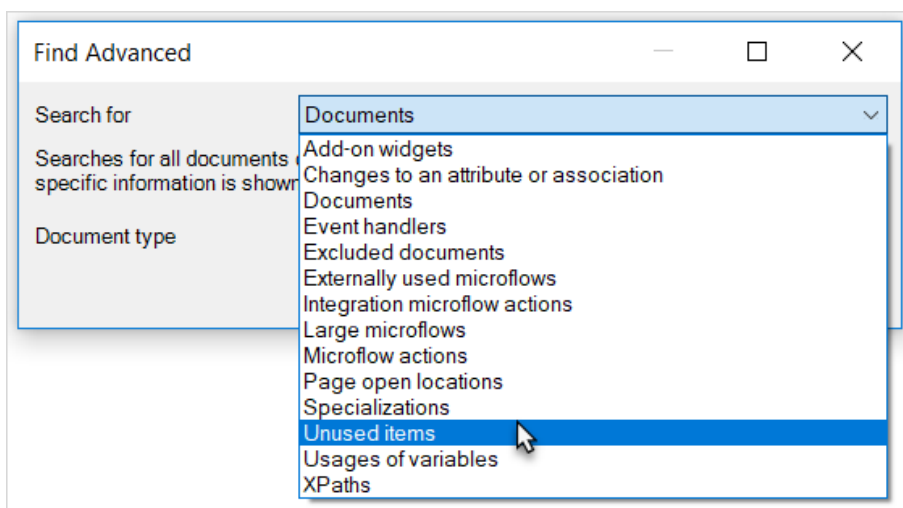 Find Advanced
Search for
Documents
Searches for all documents
specific information is shown
Document type
Add-on widgets
Changes to an attribute or association
Documents
Event handlers
Excluded documents
Externally used microflows
Integration microflow actions
Large microflows
Microflow actions
Page open locations
Specializations
Unused items
Usages of variables
XPaths